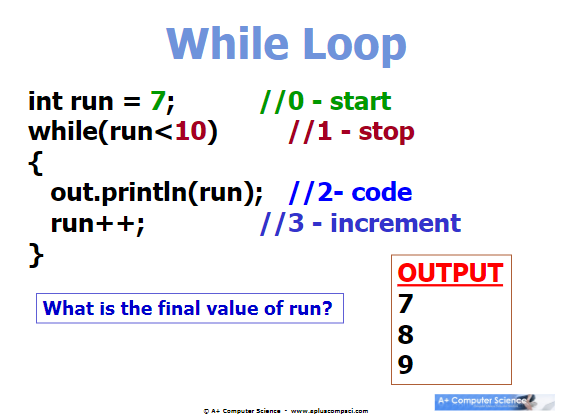 While Loop
int run = 7; //0 - start
while(run<10) //1 - stop
{
out.println(run); //2- code
run++; //3 - increment
}
What is the final value of run?
OUTPUT
7
8
9
A+ Computer Science
© A+ Computer Science - www.apluscompsci.com